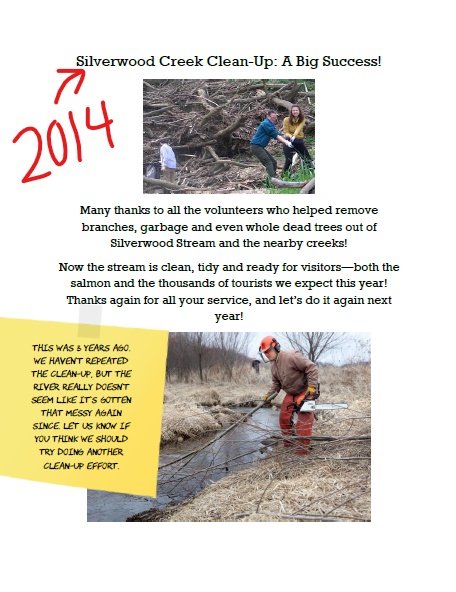 Silverwood Creek Clean-Up: A Big Success!
2014
Many thanks to all the volunteers who helped remove
branches, garbage and even whole dead trees out of
Silverwood Stream and the nearby creeks!
Now the stream is clean, tidy and ready for visitors—both the
salmon and the thousands of tourists we expect this year!
Thanks again for all your service, and let's do it again next
year!
THIS WAS YEARS AGO.
WE HAVEN'T REPEATED
THE CLEAN-UP, BUT THE
RIVER REALLY DOESN'T
SEEM LIKE IT'S GOTTEN
THAT MESSY AGAIN
SINCE. LET US KNOW IF
YOU THINK WE SHOULD
TRY DOING ANOTHER
CLEAN-UP EFFORT.